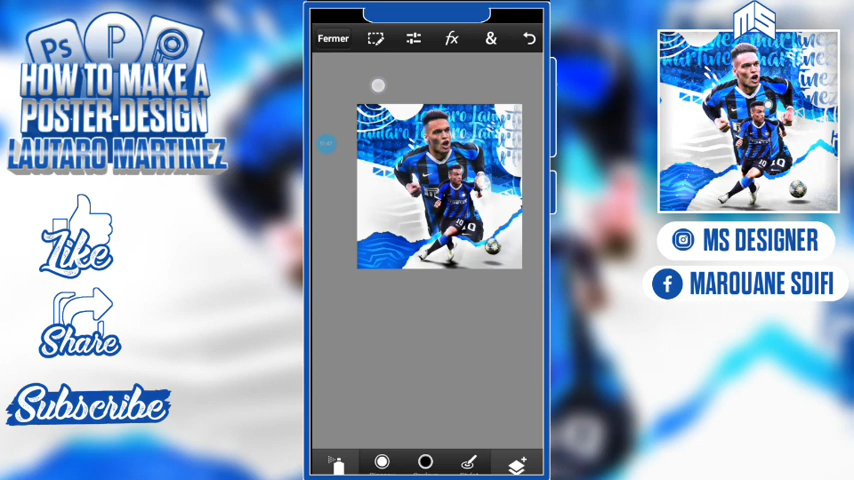 Ps
P
HOW TO MAKE A
POSTER-DESIGN
LAUTARO MARTINEZ
Like
Share
Subscribe
Fermer
fx
&
MS
MS DESIGNER
f
MAROUANE SDIFI